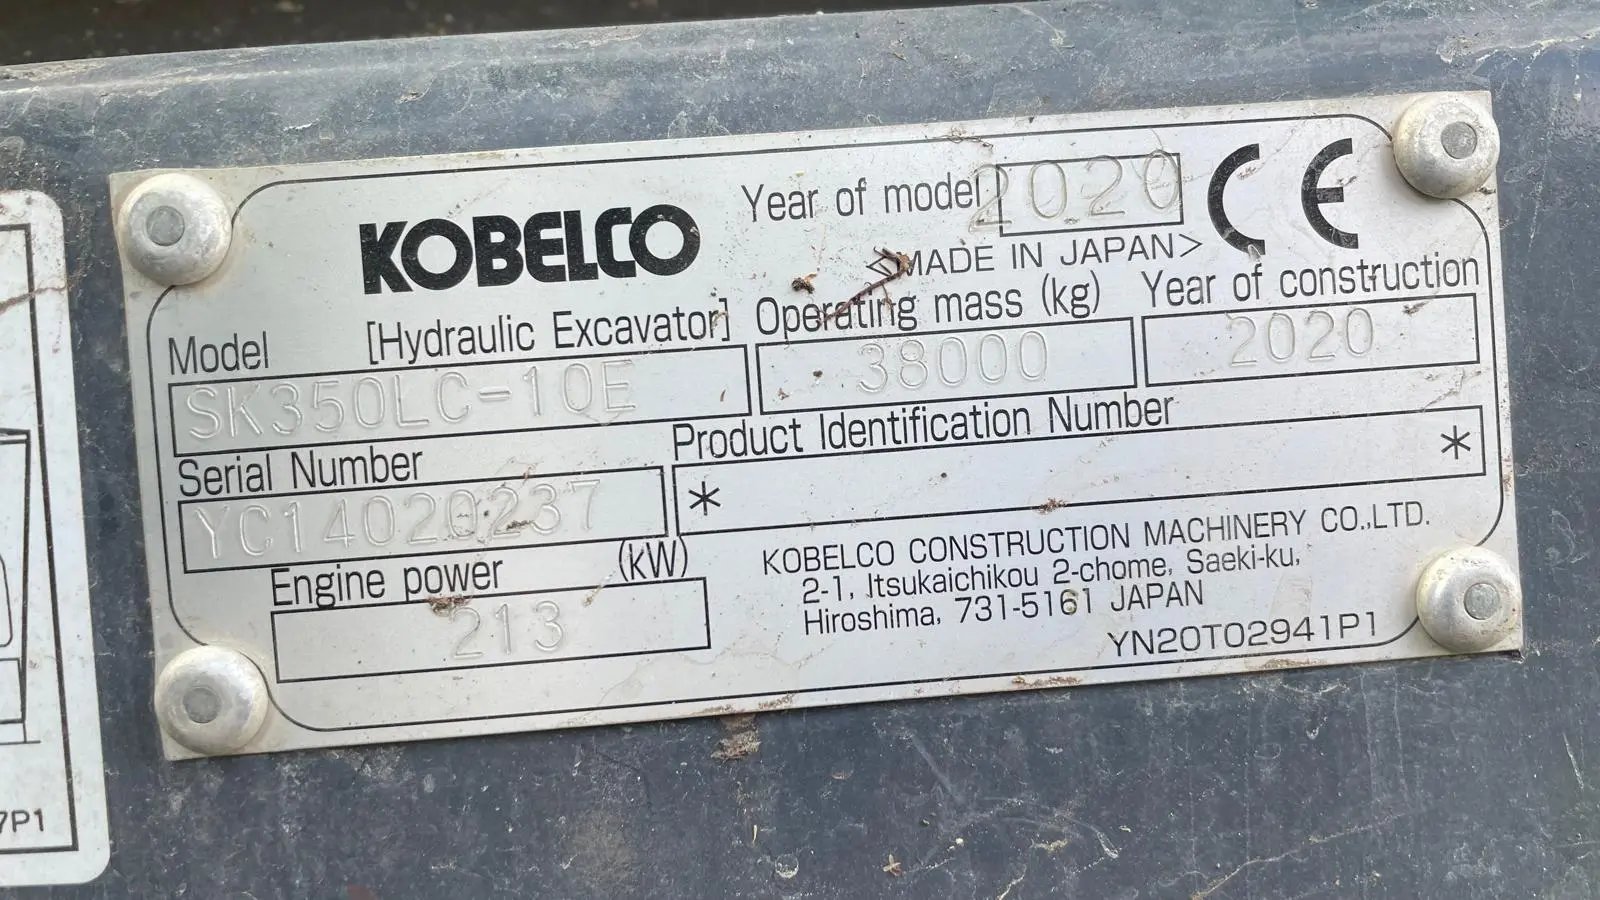 KOBELCO
Year of model 2020
<MADE IN JAPAN>
CE
Model [Hydraulic Excavator]
SK350LC-10E
Operating mass (kg)
38000
Year of construction
2020
Serial Number
YC14020237
Product Identification Number
* *
Engine power (kW)
213
KOBELCO CONSTRUCTION MACHINERY CO.,LTD.
2-1, Itsukaichikou 2-chome, Saeki-ku,
Hiroshima, 731-5161 JAPAN
YN20T02941P1
7P1